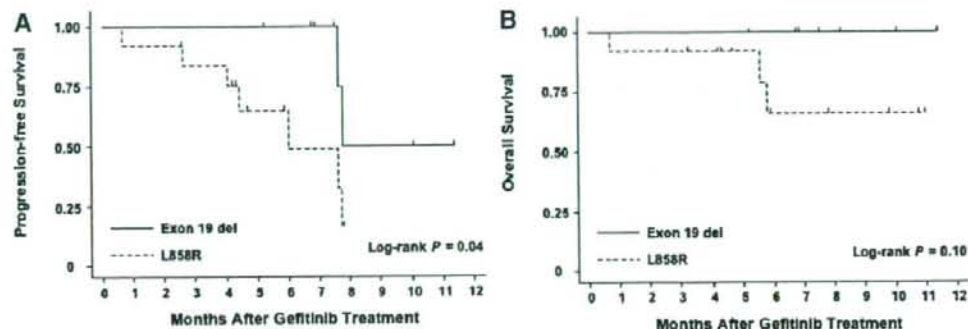 A
Progression-free Survival
1.00
0.75
0.50
0.25
0
Exon 19 del
L858R
Log-rank P = 0.04
0 1 2 3 4 5 6 7 8 9 10 11 12
Months After Gefitinib Treatment
B
Overall Survival
1.00
0.75
0.50
0.25
0
Exon 19 del
L858R
Log-rank P = 0.10
0 1 2 3 4 5 6 7 8 9 10 11 12
Months After Gefitinib Treatment